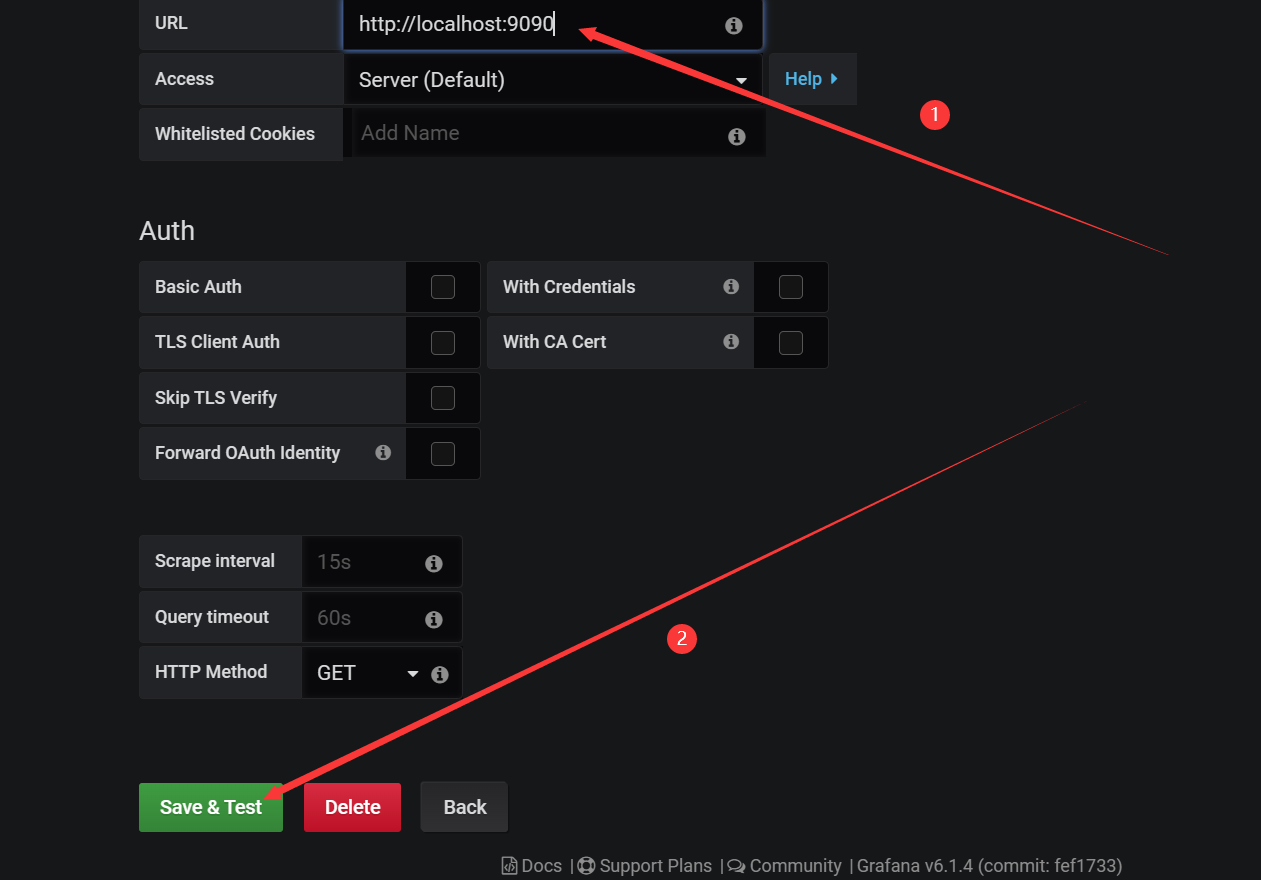 URL http://localhost:9090
Access Server (Default) Help
1
Whitelisted Cookies Add Name
Auth
Basic Auth With Credentials
TLS Client Auth With CA Cert
Skip TLS Verify
Forward OAuth Identity
Scrape interval 15s
Query timeout 60s
2
HTTP Method GET
Save & Test Delete Back
Docs | Support Plans | Community | Grafana v6.1.4 (commit: fef1733)